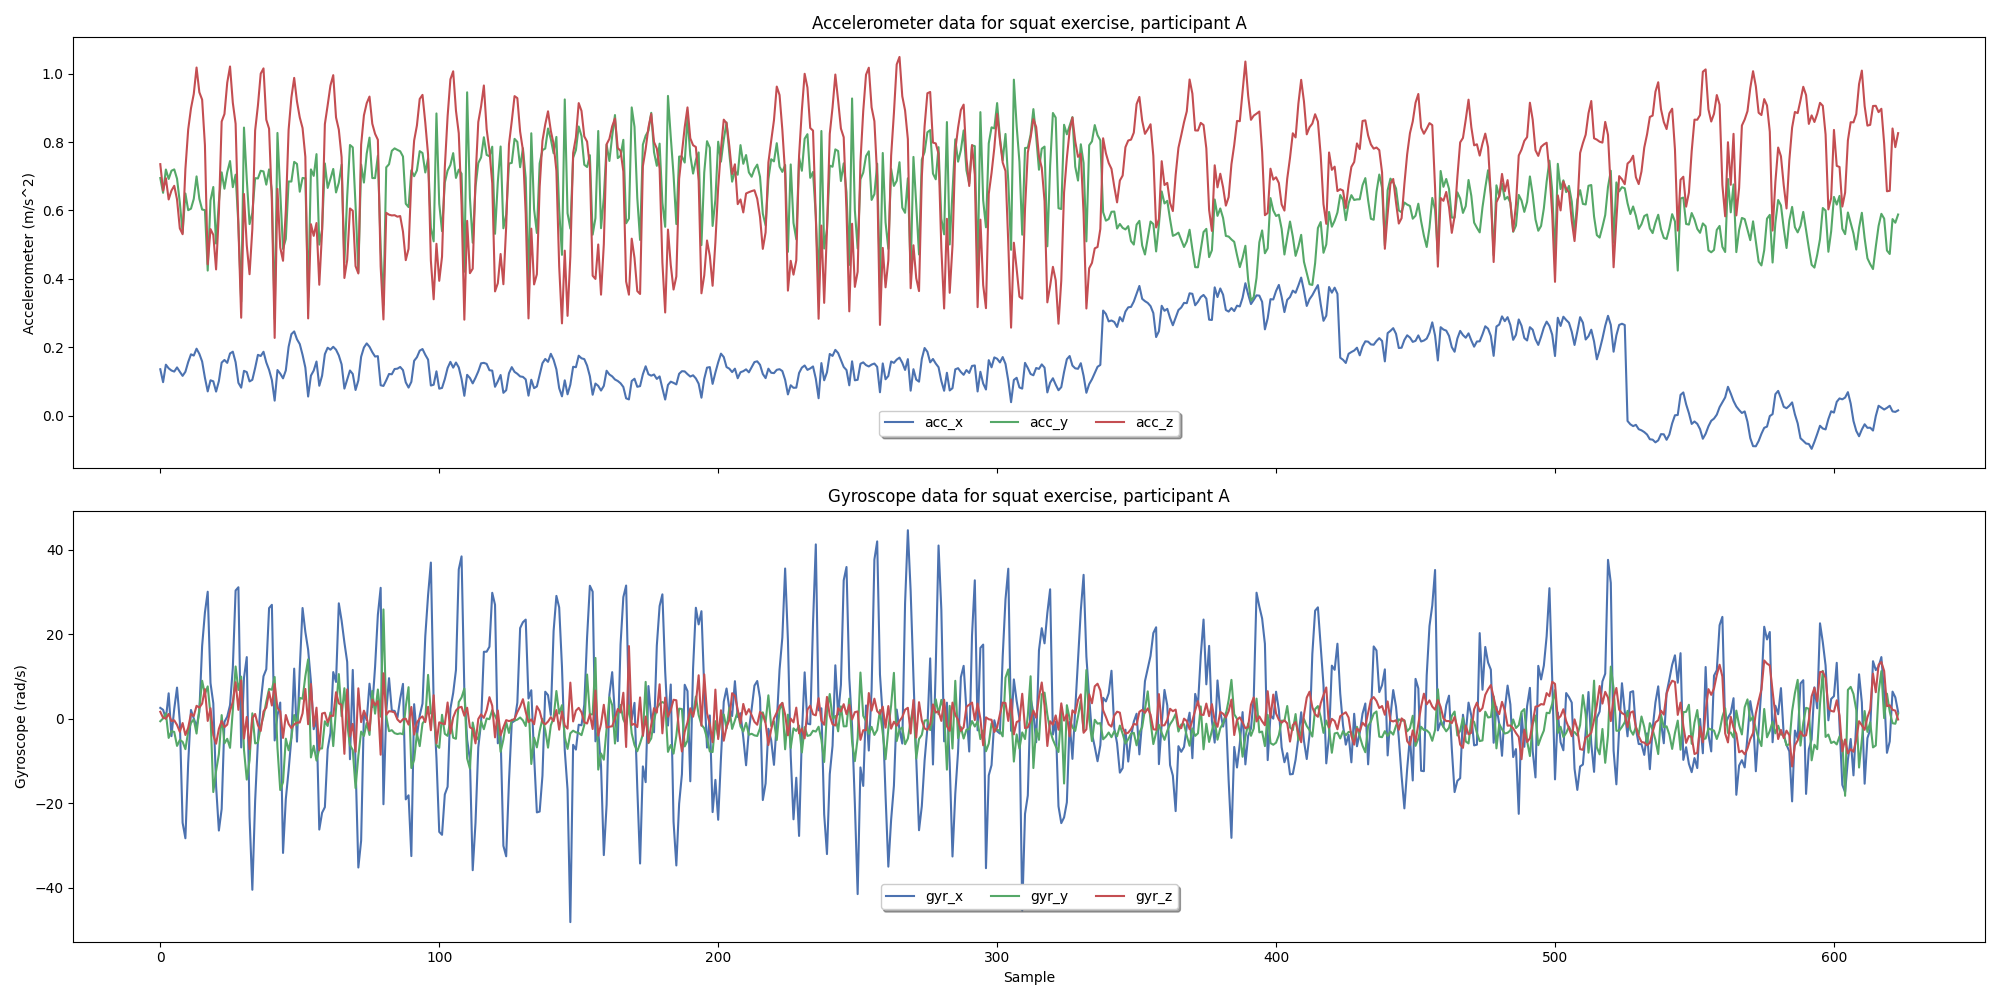 Accelerometer data for squat exercise, participant A
Accelerometer (m/s^2)
1.0
0.8
0.6
0.4
0.2
0.0
acc_x acc_y acc_z
Gyroscope data for squat exercise, participant A
Gyroscope (rad/s)
40
20
0
−20
−40
gyr_x gyr_y gyr_z
0 100 200 300 400 500 600
Sample